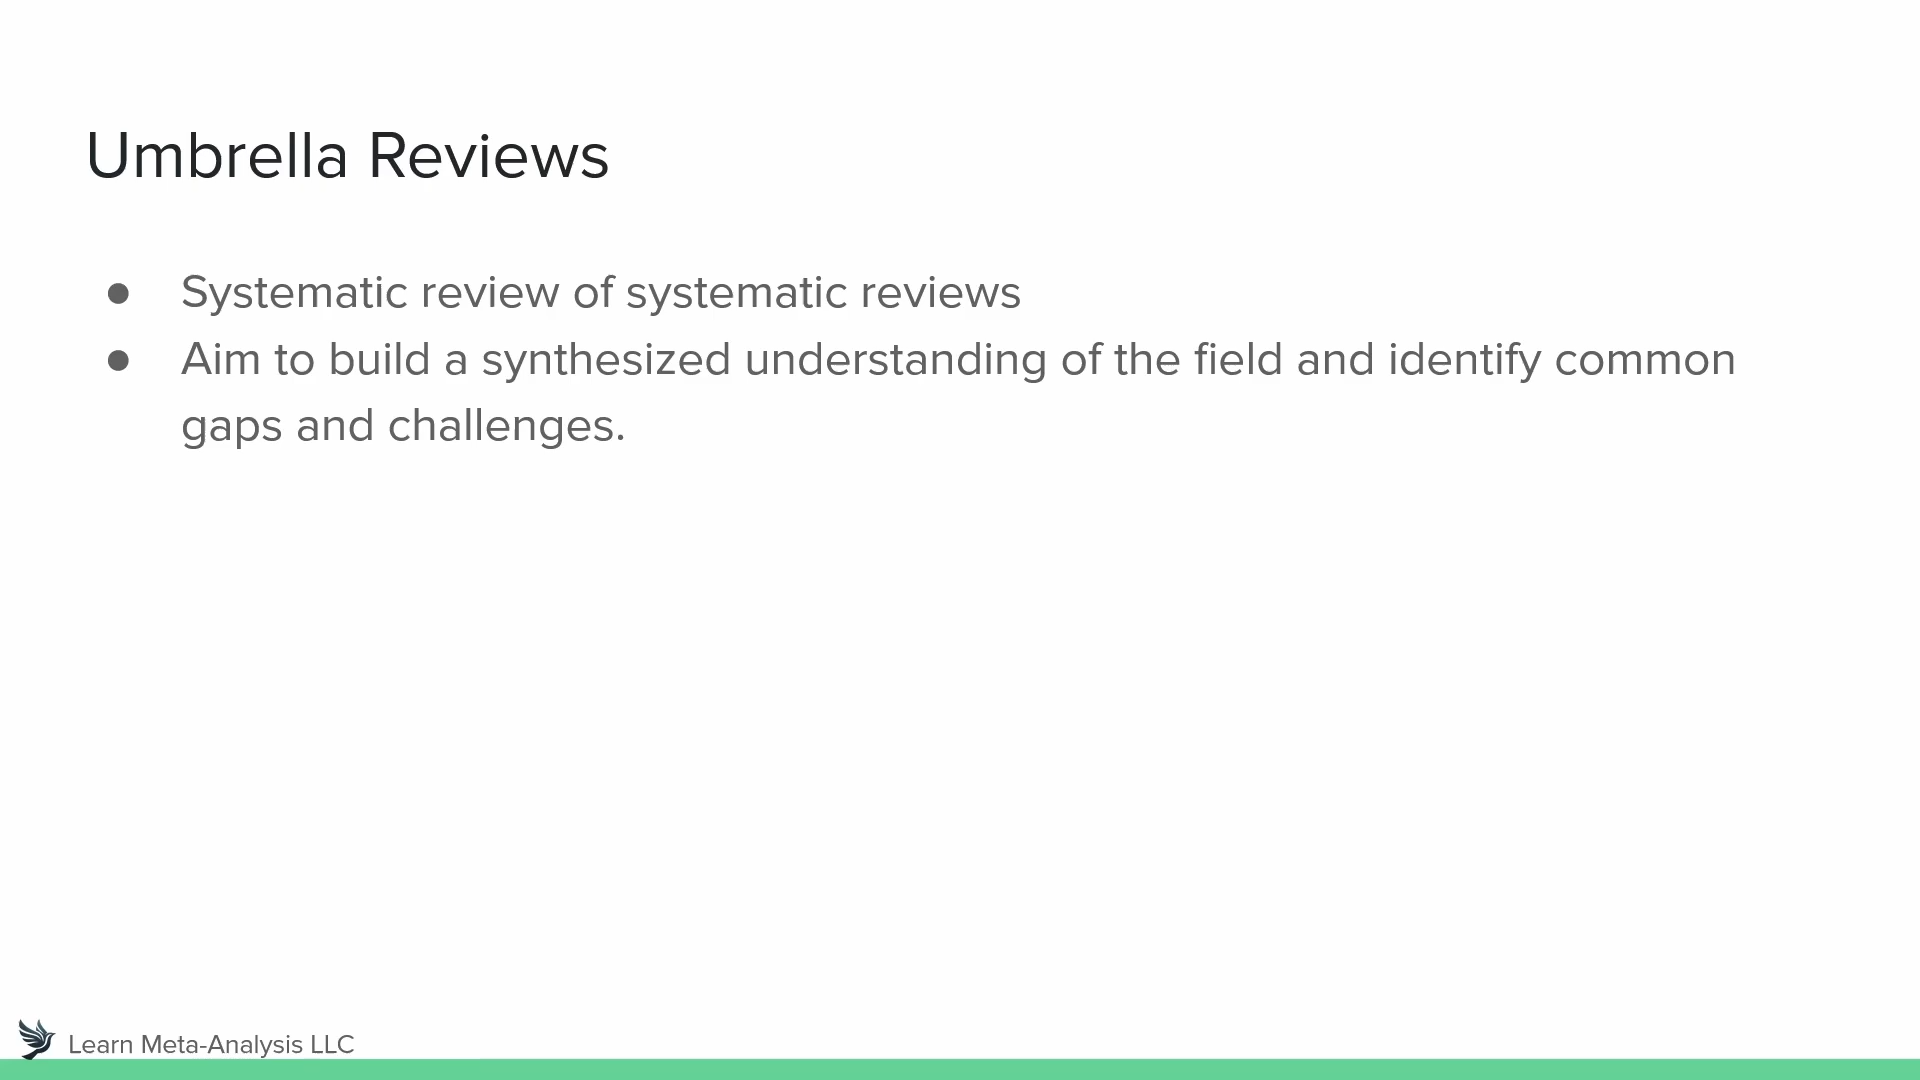 Umbrella Reviews
● Systematic review of systematic reviews
● Aim to build a synthesized understanding of the field and identify common
gaps and challenges.
Learn Meta-Analysis LLC